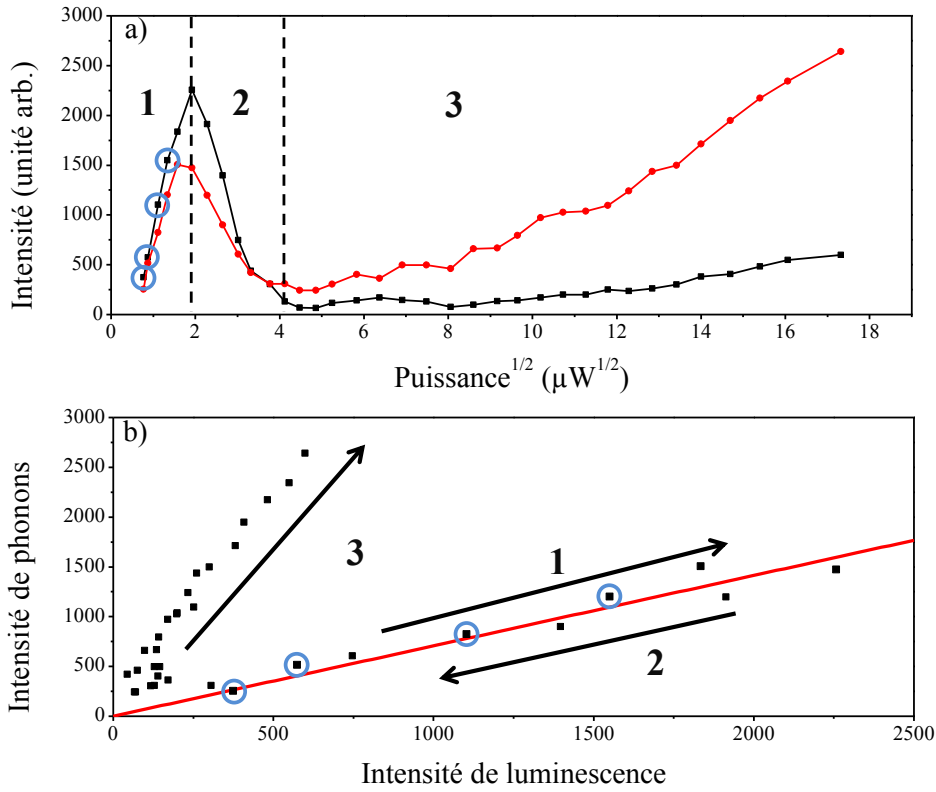 a)
3000
2500
2000
1500
1000
500
0
Intensité (unité arb.)
1
2
3
0 2 4 6 8 10 12 14 16 18
Puissance^1/2 (µW^1/2)
b)
3000
2500
2000
1500
1000
500
0
Intensité de phonons
3
1
2
0 500 1000 1500 2000 2500
Intensité de luminescence